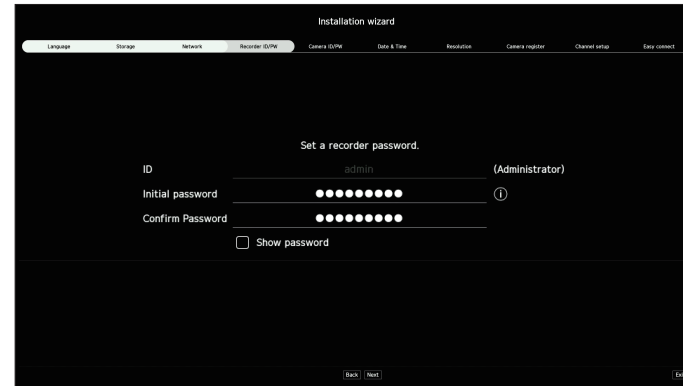 Installation wizard
Language Storage Network Recorder ID/PW Camera ID/PW Date & Time Resolution Camera register Channel setup Easy connect
Set a recorder password.
ID admin (Administrator)
Initial password ●●●●●●●●● i
Confirm Password ●●●●●●●●●
Show password
Back Next